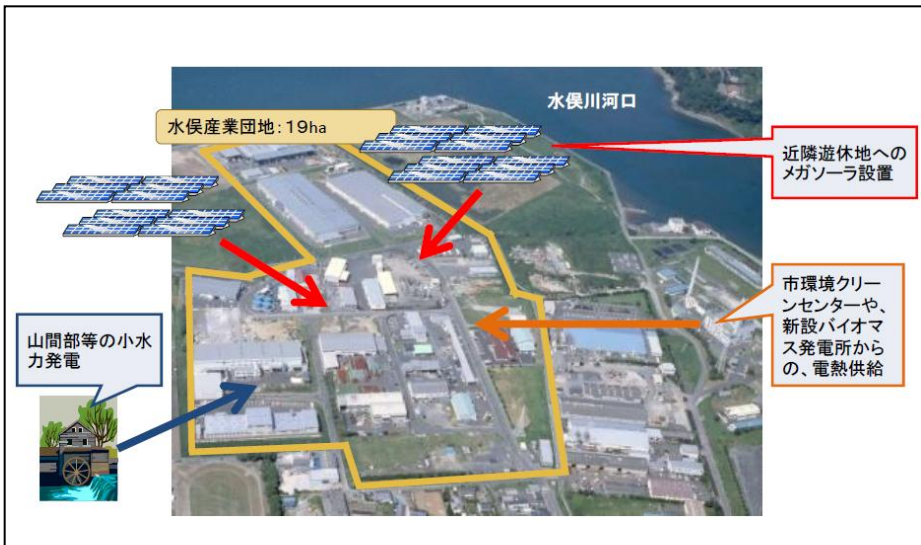 水俣川河口
水俣産業団地：19ha
近隣遊休地への
メガソーラ設置
市環境クリー
ンセンターや、
新設バイオマ
ス発電所から
の、電熱供給
山間部等の小水
力発電